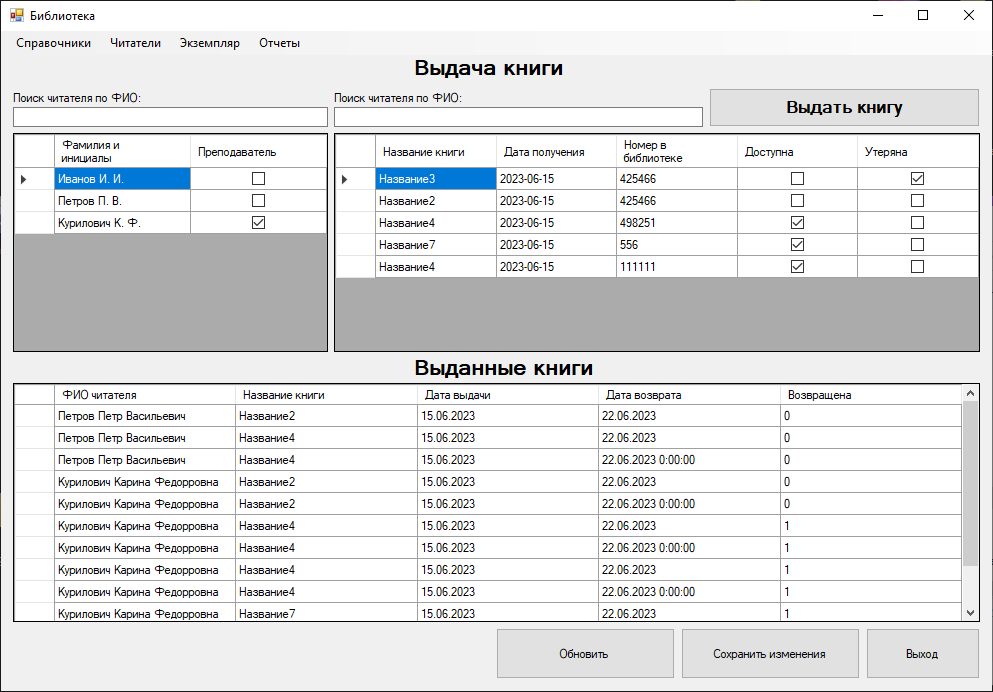 Библиотека
Справочники Читатели Экземпляр Отчеты
Выдача книги
Поиск читателя по ФИО: Поиск читателя по ФИО:
Выдать книгу
Фамилия и инициалы Преподаватель
Иванов И. И.
Петров П. В.
Курилович К. Ф.
Название книги Дата получения Номер в библиотеке Доступна Утеряна
Название3 2023-06-15 425466
Название2 2023-06-15 425466
Название4 2023-06-15 498251
Название7 2023-06-15 556
Название4 2023-06-15 111111
Выданные книги
ФИО читателя Название книги Дата выдачи Дата возврата Возвращена
Петров Петр Васильевич Название2 15.06.2023 22.06.2023 0
Петров Петр Васильевич Название4 15.06.2023 22.06.2023 0
Петров Петр Васильевич Название4 15.06.2023 22.06.2023 0:00:00 0
Курилович Карина Федорровна Название2 15.06.2023 22.06.2023 0
Курилович Карина Федорровна Название2 15.06.2023 22.06.2023 0:00:00 0
Курилович Карина Федорровна Название4 15.06.2023 22.06.2023 1
Курилович Карина Федорровна Название4 15.06.2023 22.06.2023 0:00:00 1
Курилович Карина Федорровна Название4 15.06.2023 22.06.2023 1
Курилович Карина Федорровна Название4 15.06.2023 22.06.2023 0:00:00 1
Курилович Карина Федорровна Название7 15.06.2023 22.06.2023 1
Обновить Сохранить изменения Выход